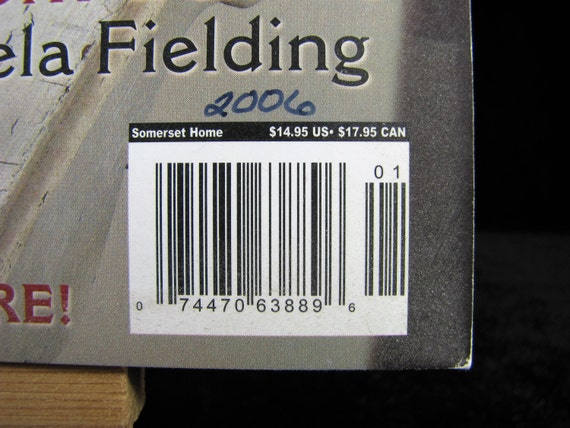 ela Fielding
2006
Somerset Home $14.95 US• $17.95 CAN
01
0 74470 63889 6
RE!